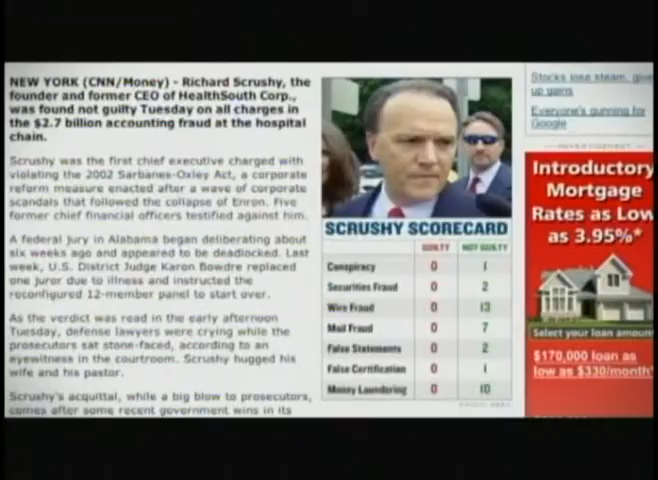 NEW YORK (CNN/Money) - Richard Scrushy, the
founder and former CEO of HealthSouth Corp.,
was found not guilty Tuesday on all charges in
the $2.7 billion accounting fraud at the hospital
chain.
Scrushy was the first chief executive charged with
violating the 2002 Sarbanes-Oxley Act, a corporate
reform measure enacted after a wave of corporate
scandals that followed the collapse of Enron. Five
former chief financial officers testified against him.
A federal jury in Alabama began deliberating about
six weeks ago and appeared to be deadlocked. Last
week, U.S. District Judge Karon Bowdre replaced
one juror due to illness and instructed the
reconfigured 12-member panel to start over.
As the verdict was read in the early afternoon
Tuesday, defense lawyers were crying while the
prosecutors sat stone-faced, according to an
eyewitness in the courtroom. Scrushy hugged his
wife and his pastor.
Scrushy's acquittal, while a big blow to prosecutors,
comes after some recent government wins in its
SCRUSHY SCORECARD
GUILTY NOT GUILTY
Conspiracy 0 1
Securities Fraud 0 2
Wire Fraud 0 13
Mail Fraud 0 7
False Statements 0 2
False Certification 0 1
Money Laundering 0 10
Stocks lose steam, give
up gains
Everyone's gunning for
Google
ADVERTISEMENT
Introductory
Mortgage
Rates as Low
as 3.95%*
Select your loan amount
$170,000 loan as
low as $330/month*